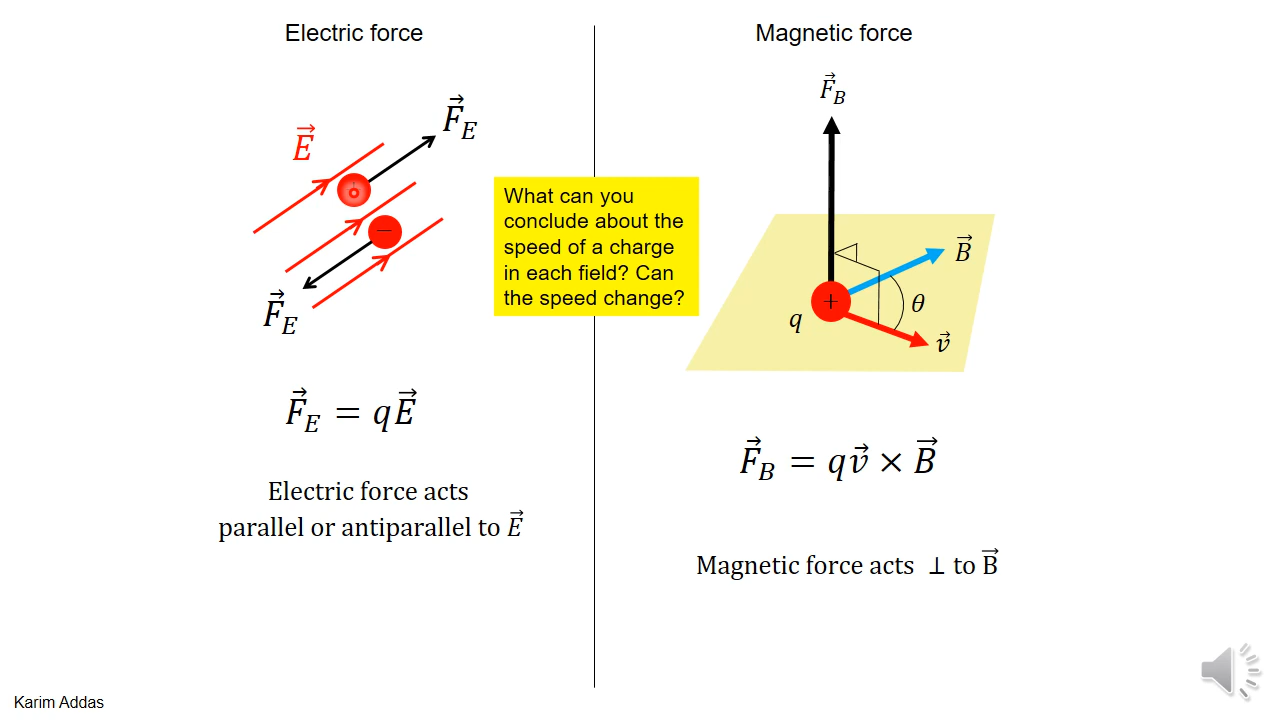 Electric force
E⃗
F⃗_E
−
F⃗_E
F⃗_E = qE⃗
Electric force acts
parallel or antiparallel to E⃗
What can you
conclude about the
speed of a charge
in each field? Can
the speed change?
Magnetic force
F⃗_B
B⃗
+
θ
q
v⃗
F⃗_B = qv⃗ × B⃗
Magnetic force acts ⊥ to B⃗
Karim Addas